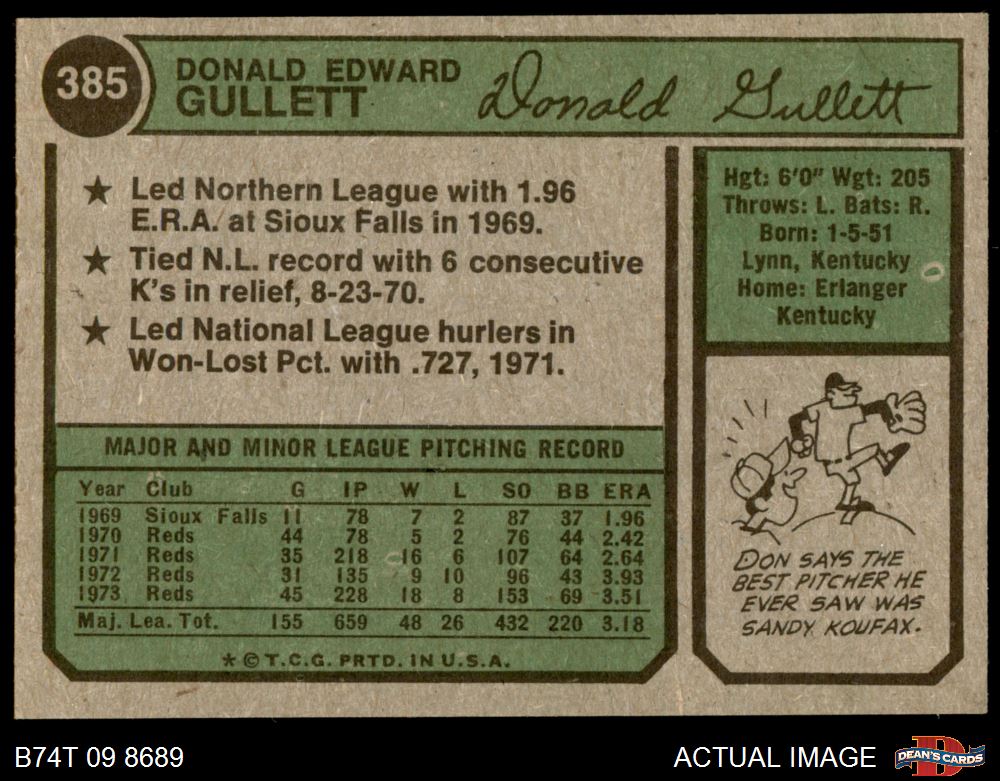 385
DONALD EDWARD
GULLETT
Donald Gullett
★ Led Northern League with 1.96
E.R.A. at Sioux Falls in 1969.
★ Tied N.L. record with 6 consecutive
K's in relief, 8-23-70.
★ Led National League hurlers in
Won-Lost Pct. with .727, 1971.
Hgt: 6'0" Wgt: 205
Throws: L. Bats: R.
Born: 1-5-51
Lynn, Kentucky
Home: Erlanger
Kentucky
MAJOR AND MINOR LEAGUE PITCHING RECORD
Year Club G IP W L SO BB ERA
1969 Sioux Falls 11 78 7 2 87 37 1.96
1970 Reds 44 78 5 2 76 44 2.42
1971 Reds 35 218 16 6 107 64 2.64
1972 Reds 31 135 9 10 96 43 3.93
1973 Reds 45 228 18 8 153 69 3.51
Maj. Lea. Tot. 155 659 48 26 432 220 3.18
★ © T.C.G. PRTD. IN U.S.A.
DON SAYS THE
BEST PITCHER HE
EVER SAW WAS
SANDY KOUFAX.
B74T 09 8689
ACTUAL IMAGE
D
DEAN'S CARDS